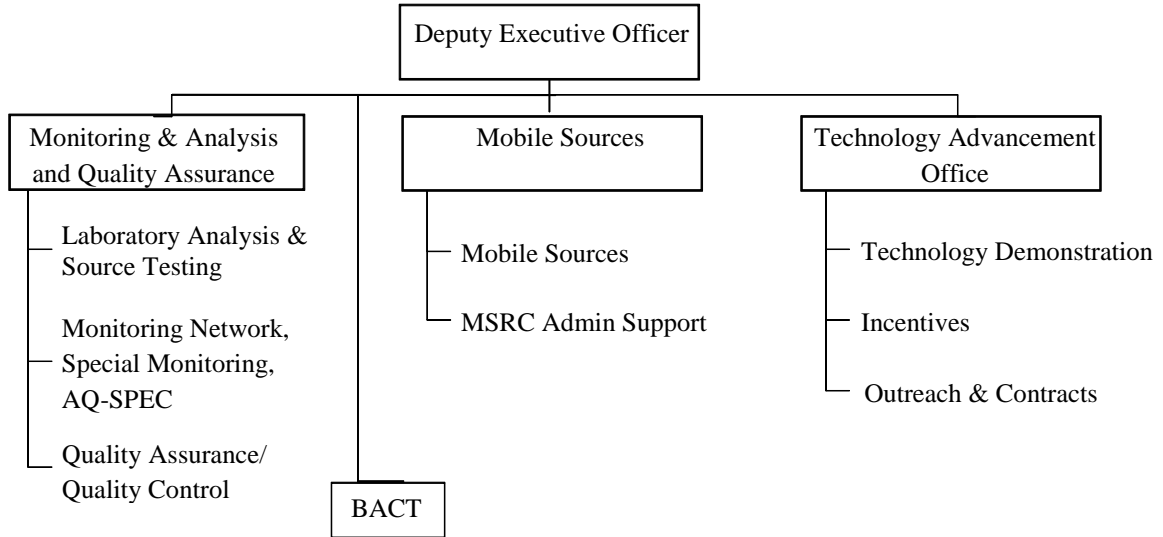 Deputy Executive Officer
Monitoring & Analysis
and Quality Assurance
Laboratory Analysis &
Source Testing
Monitoring Network,
Special Monitoring,
AQ-SPEC
Quality Assurance/
Quality Control
BACT
Mobile Sources
Mobile Sources
MSRC Admin Support
Technology Advancement
Office
Technology Demonstration
Incentives
Outreach & Contracts